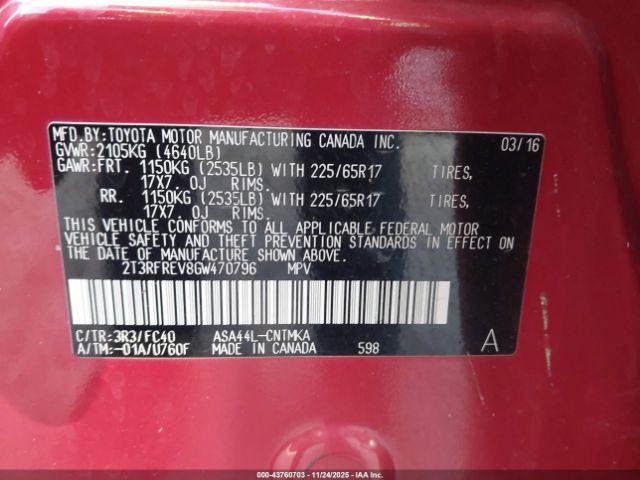 MFD.BY:TOYOTA MOTOR MANUFACTURING CANADA INC. 03/16
GVWR:2105KG (4640LB)
GAWR:FRT. 1150KG (2535LB) WITH 225/65R17 TIRES,
17X7. 0J RIMS.
RR. 1150KG (2535LB) WITH 225/65R17 TIRES,
17X7. 0J RIMS.
THIS VEHICLE CONFORMS TO ALL APPLICABLE FEDERAL MOTOR
VEHICLE SAFETY AND THEFT PREVENTION STANDARDS IN EFFECT ON
THE DATE OF MANUFACTURE SHOWN ABOVE.
2T3RFREV8GW470796 MPV
C/TR:3R3/FC40 ASA44L-CNTMKA
A/TM:-01A/U760F MADE IN CANADA 598 A
000-43760703 - 11/24/2025 - IAAI.COM